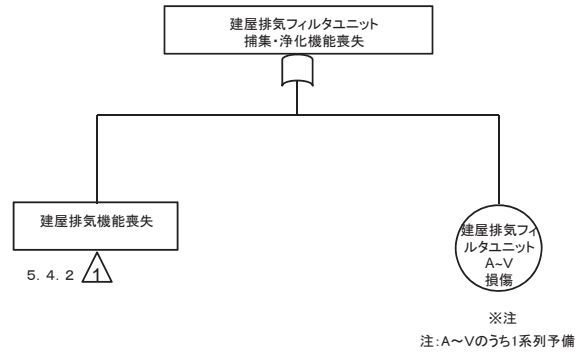 建屋排気フィルタユニット
捕集・浄化機能喪失
建屋排気機能喪失
5. 4. 2 1
建屋排気フィ
ルタユニット
A~V
損傷
※注
注:A～Vのうち1系列予備